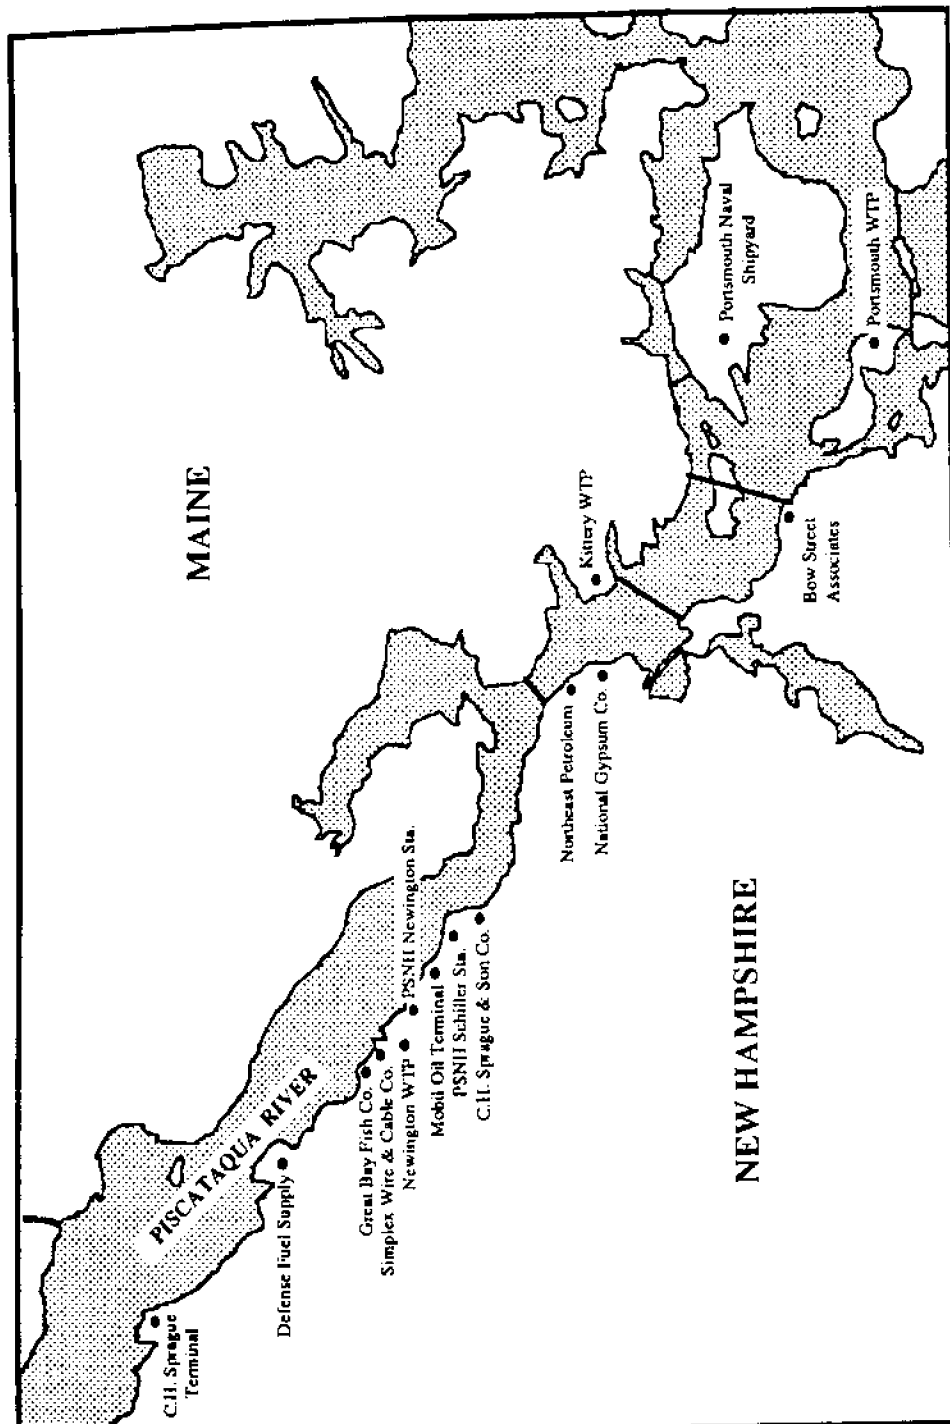 MAINE
PISCATAQUA RIVER
C.H. Sprague
Terminal
Defense Fuel Supply
Great Bay Fish Co.
Simplex Wire & Cable Co.
Newington WTP
PSNH Newington Sta.
Mobil Oil Terminal
PSNH Schiller Sta.
C.H. Sprague & Son Co.
Northeast Petroleum
National Gypsum Co.
Kittery WTP
Bow Street
Associates
Portsmouth Naval
Shipyard
Portsmouth WTP
NEW HAMPSHIRE